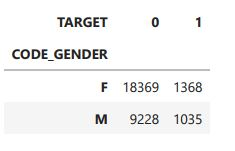 TARGET 0 1
CODE_GENDER
F 18369 1368
M 9228 1035